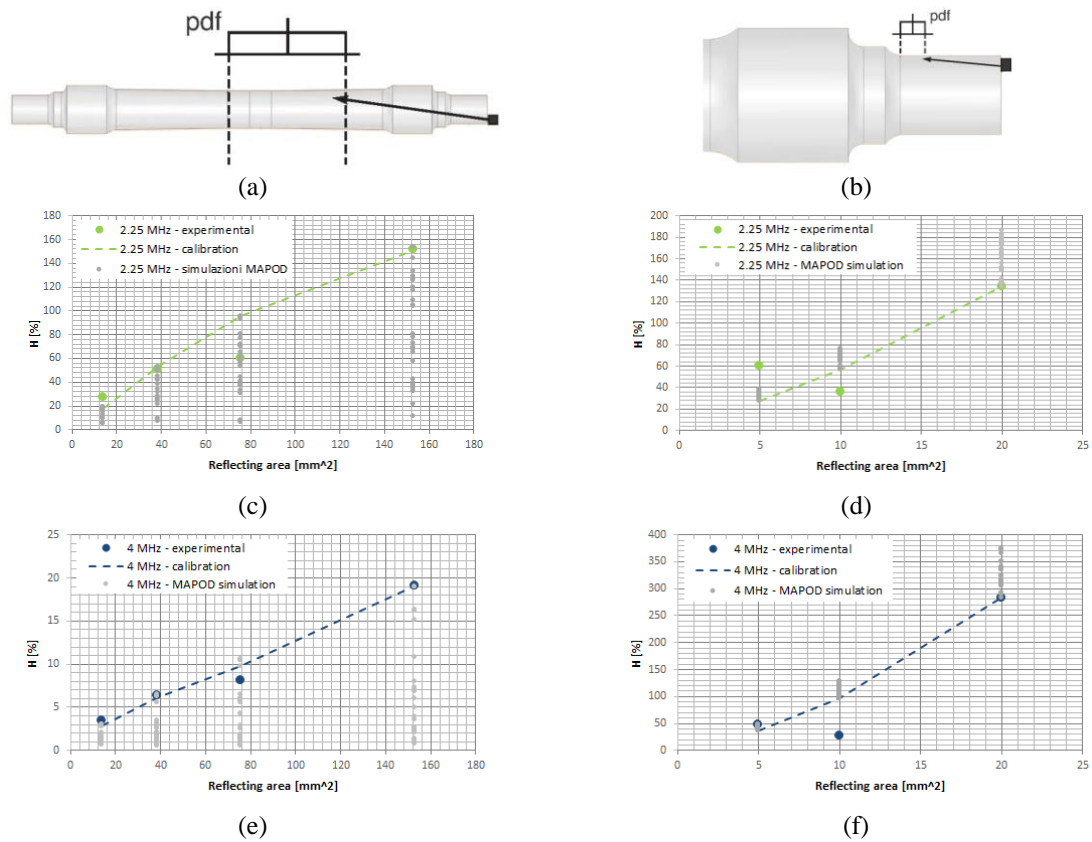 pdf
pdf
(a)
(b)
180
160
140
120
100
80
60
40
20
0
H [%]
2.25 MHz - experimental
2.25 MHz - calibration
2.25 MHz - simulazioni MAPOD
0 20 40 60 80 100 120 140 160 180
Reflecting area [mm^2]
(c)
200
180
160
140
120
100
80
60
40
20
0
H [%]
2.25 MHz - experimental
2.25 MHz - calibration
2.25 MHz - MAPOD simulation
0 5 10 15 20 25
Reflecting area [mm^2]
(d)
25
20
15
10
5
0
H [%]
4 MHz - experimental
4 MHz - calibration
4 MHz - MAPOD simulation
0 20 40 60 80 100 120 140 160 180
Reflecting area [mm^2]
(e)
400
350
300
250
200
150
100
50
0
H [%]
4 MHz - experimental
4 MHz - calibration
4 MHz - MAPOD simulation
0 5 10 15 20 25
Reflecting area [mm^2]
(f)